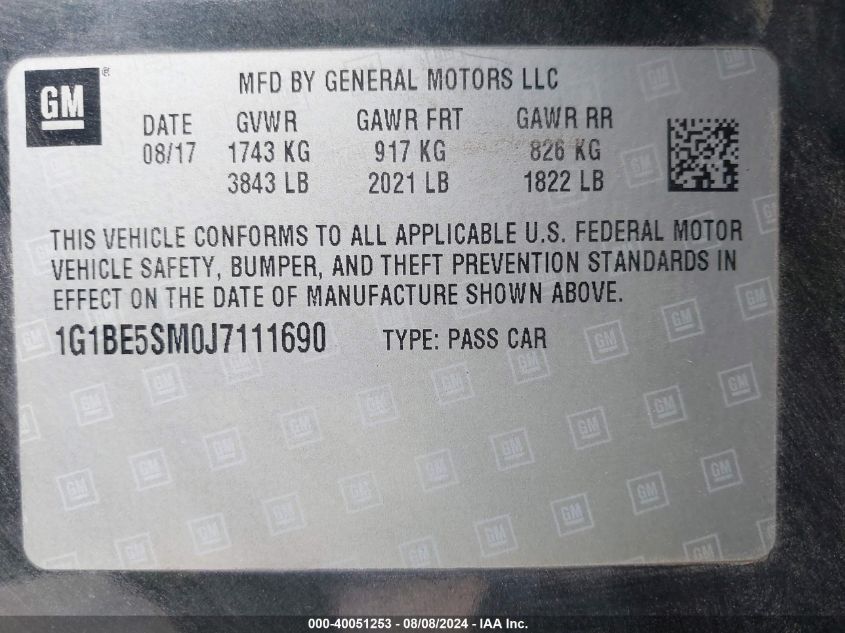 GM ®
MFD BY GENERAL MOTORS LLC
DATE GVWR GAWR FRT GAWR RR
08/17 1743 KG 917 KG 826 KG
3843 LB 2021 LB 1822 LB
THIS VEHICLE CONFORMS TO ALL APPLICABLE U.S. FEDERAL MOTOR
VEHICLE SAFETY, BUMPER, AND THEFT PREVENTION STANDARDS IN
EFFECT ON THE DATE OF MANUFACTURE SHOWN ABOVE.
1G1BE5SM0J7111690 TYPE: PASS CAR
000-40051253 - 08/08/2024 - IAA Inc.